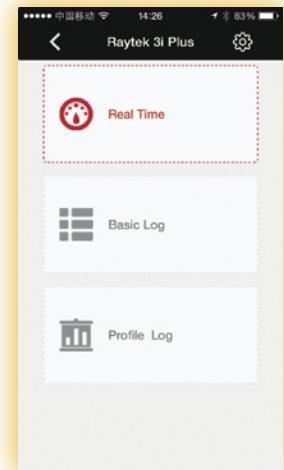 中国移动 14:26 83%
Raytek 3i Plus
Real Time
Basic Log
Profile Log